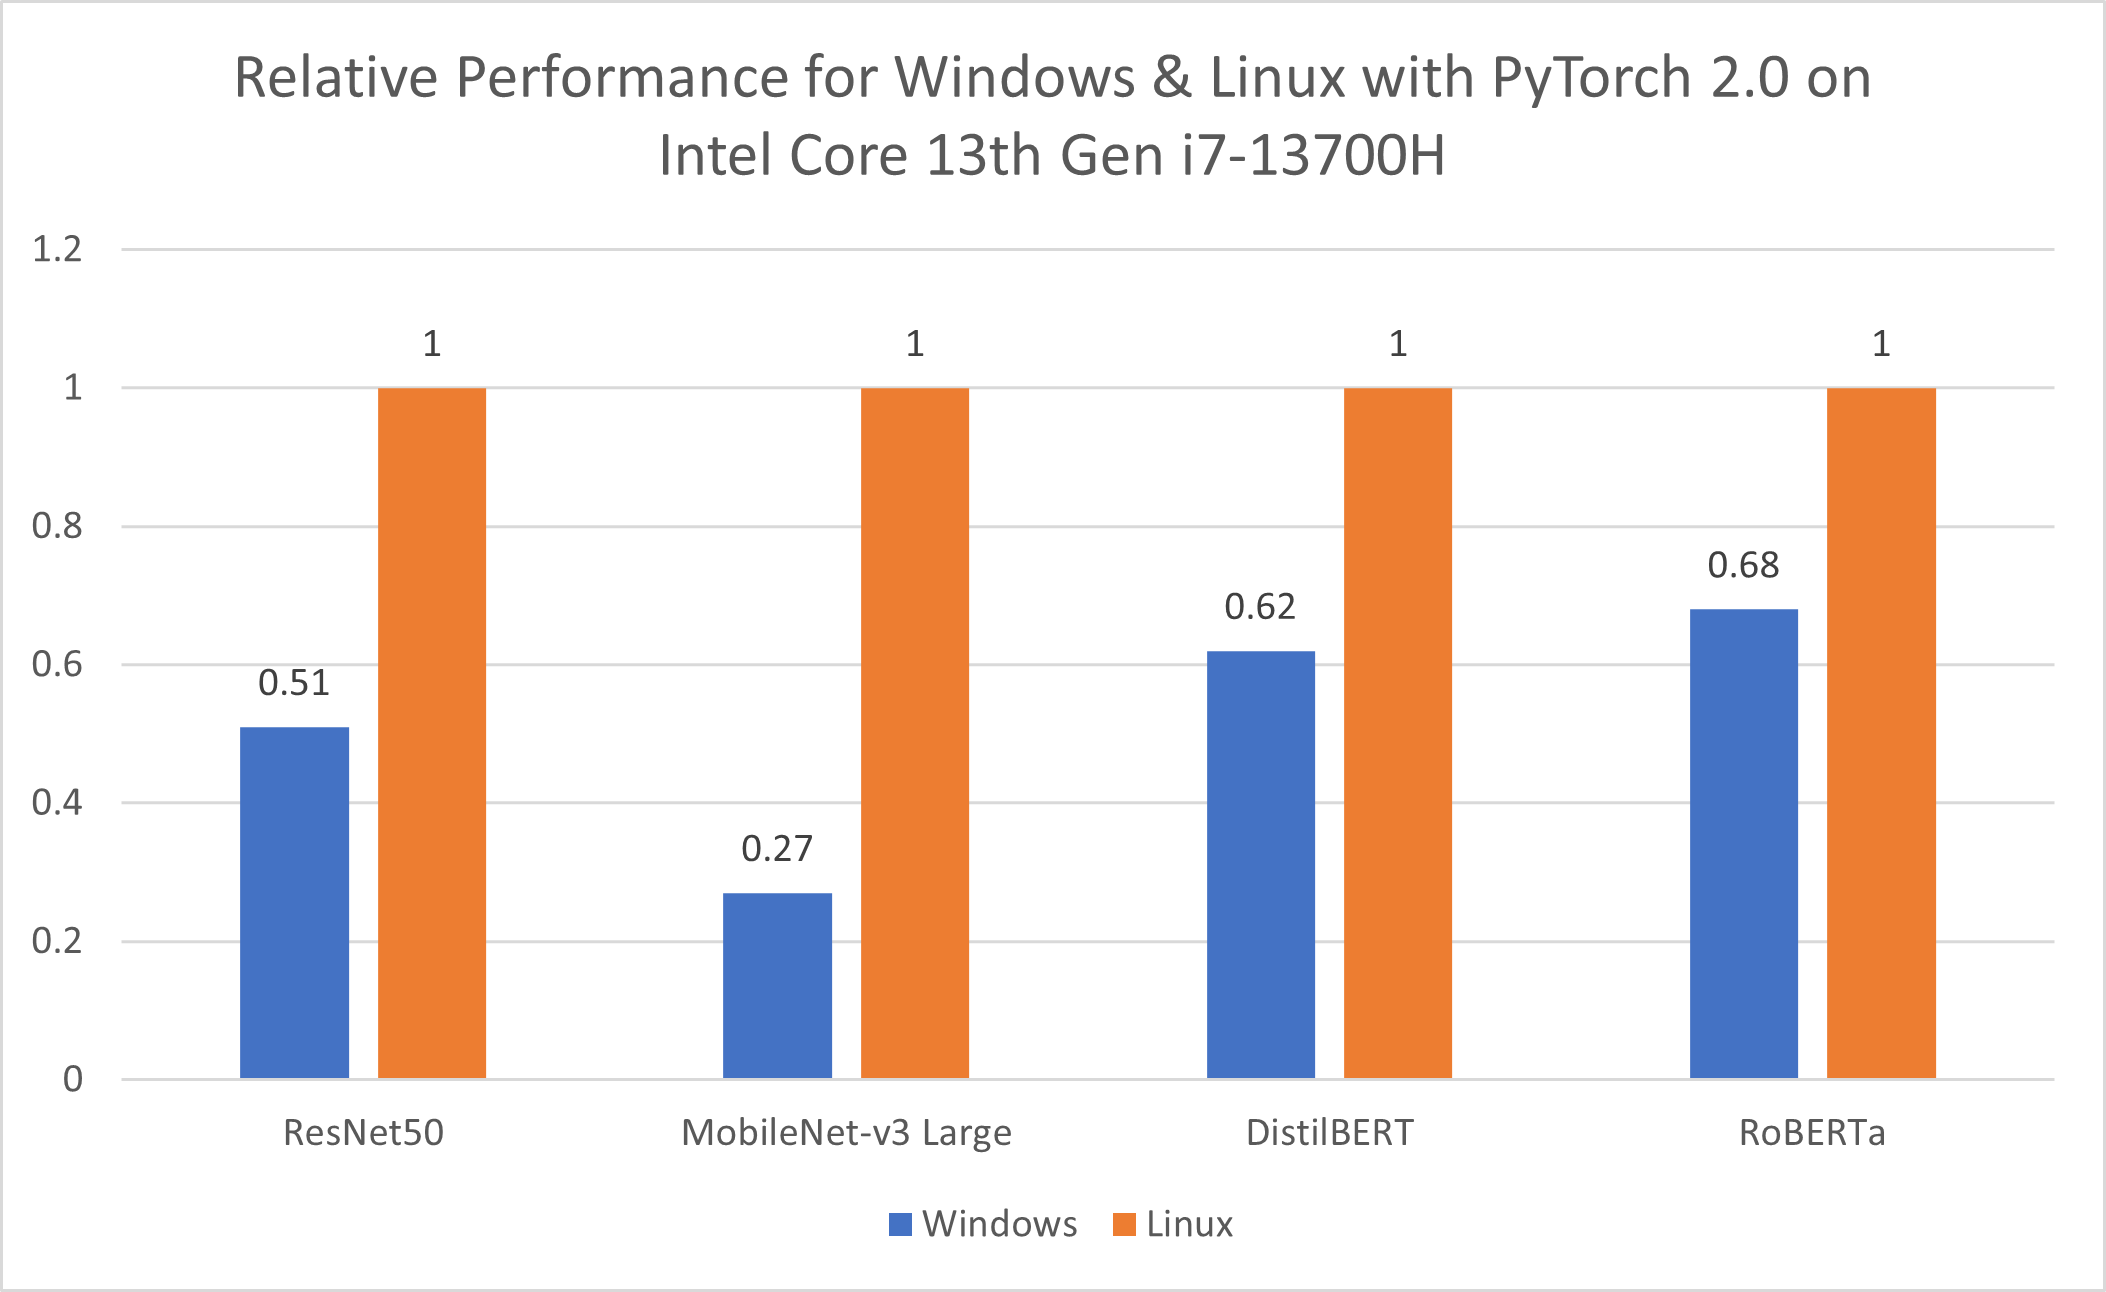 Relative Performance for Windows & Linux with PyTorch 2.0 on
Intel Core 13th Gen i7-13700H
1.2
1
0.8
0.6
0.4
0.2
0
0.51
1
0.27
1
0.62
1
0.68
1
ResNet50
MobileNet-v3 Large
DistilBERT
RoBERTa
Windows
Linux